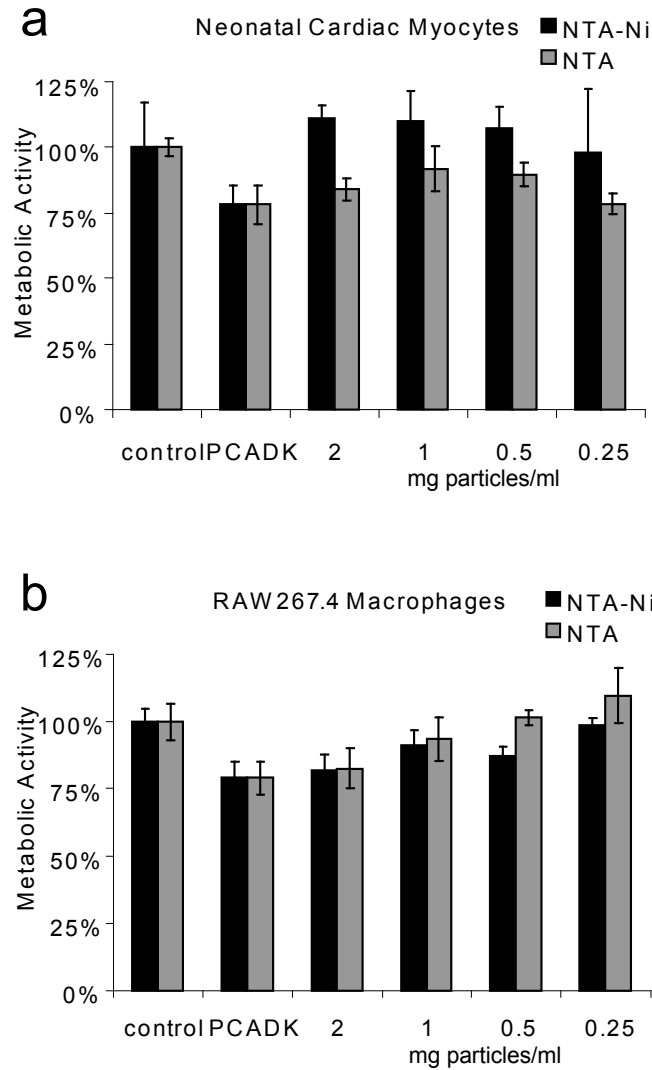 a
Neonatal Cardiac Myocytes
NTA-Ni
NTA
125%
100%
75%
50%
25%
0%
Metabolic Activity
control PCADK 2 1 0.5 0.25
mg particles/ml
b
RAW 267.4 Macrophages
NTA-Ni
NTA
125%
100%
75%
50%
25%
0%
Metabolic Activity
control PCADK 2 1 0.5 0.25
mg particles/ml